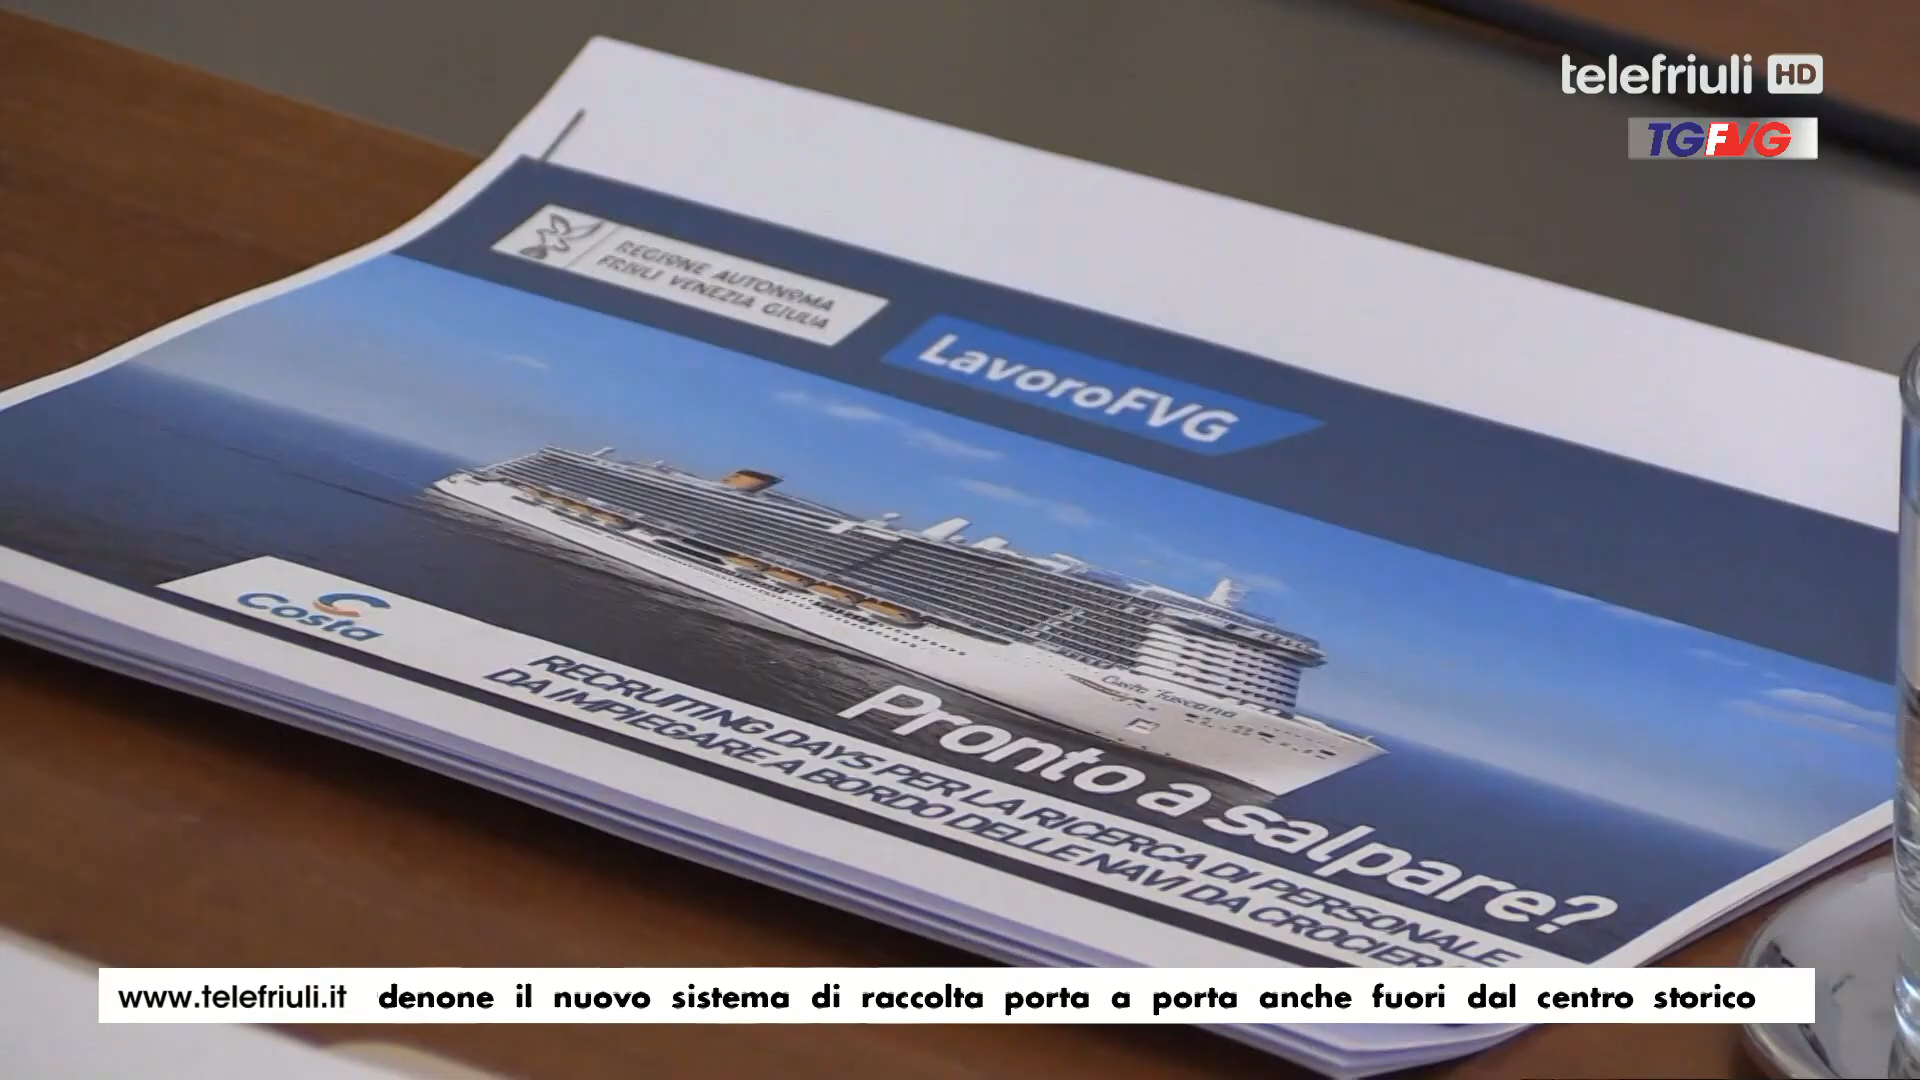 telefriuli HD
TGFVG
REGIONE AUTONOMA
FRIULI VENEZIA GIULIA
LavoroFVG
Costa
Pronto a salpare?
RECRUITING DAYS PER LA RICERCA DI PERSONALE
DA IMPIEGARE A BORDO DELLE NAVI DA CROCIERA
www.telefriuli.it denone il nuovo sistema di raccolta porta a porta anche fuori dal centro storico